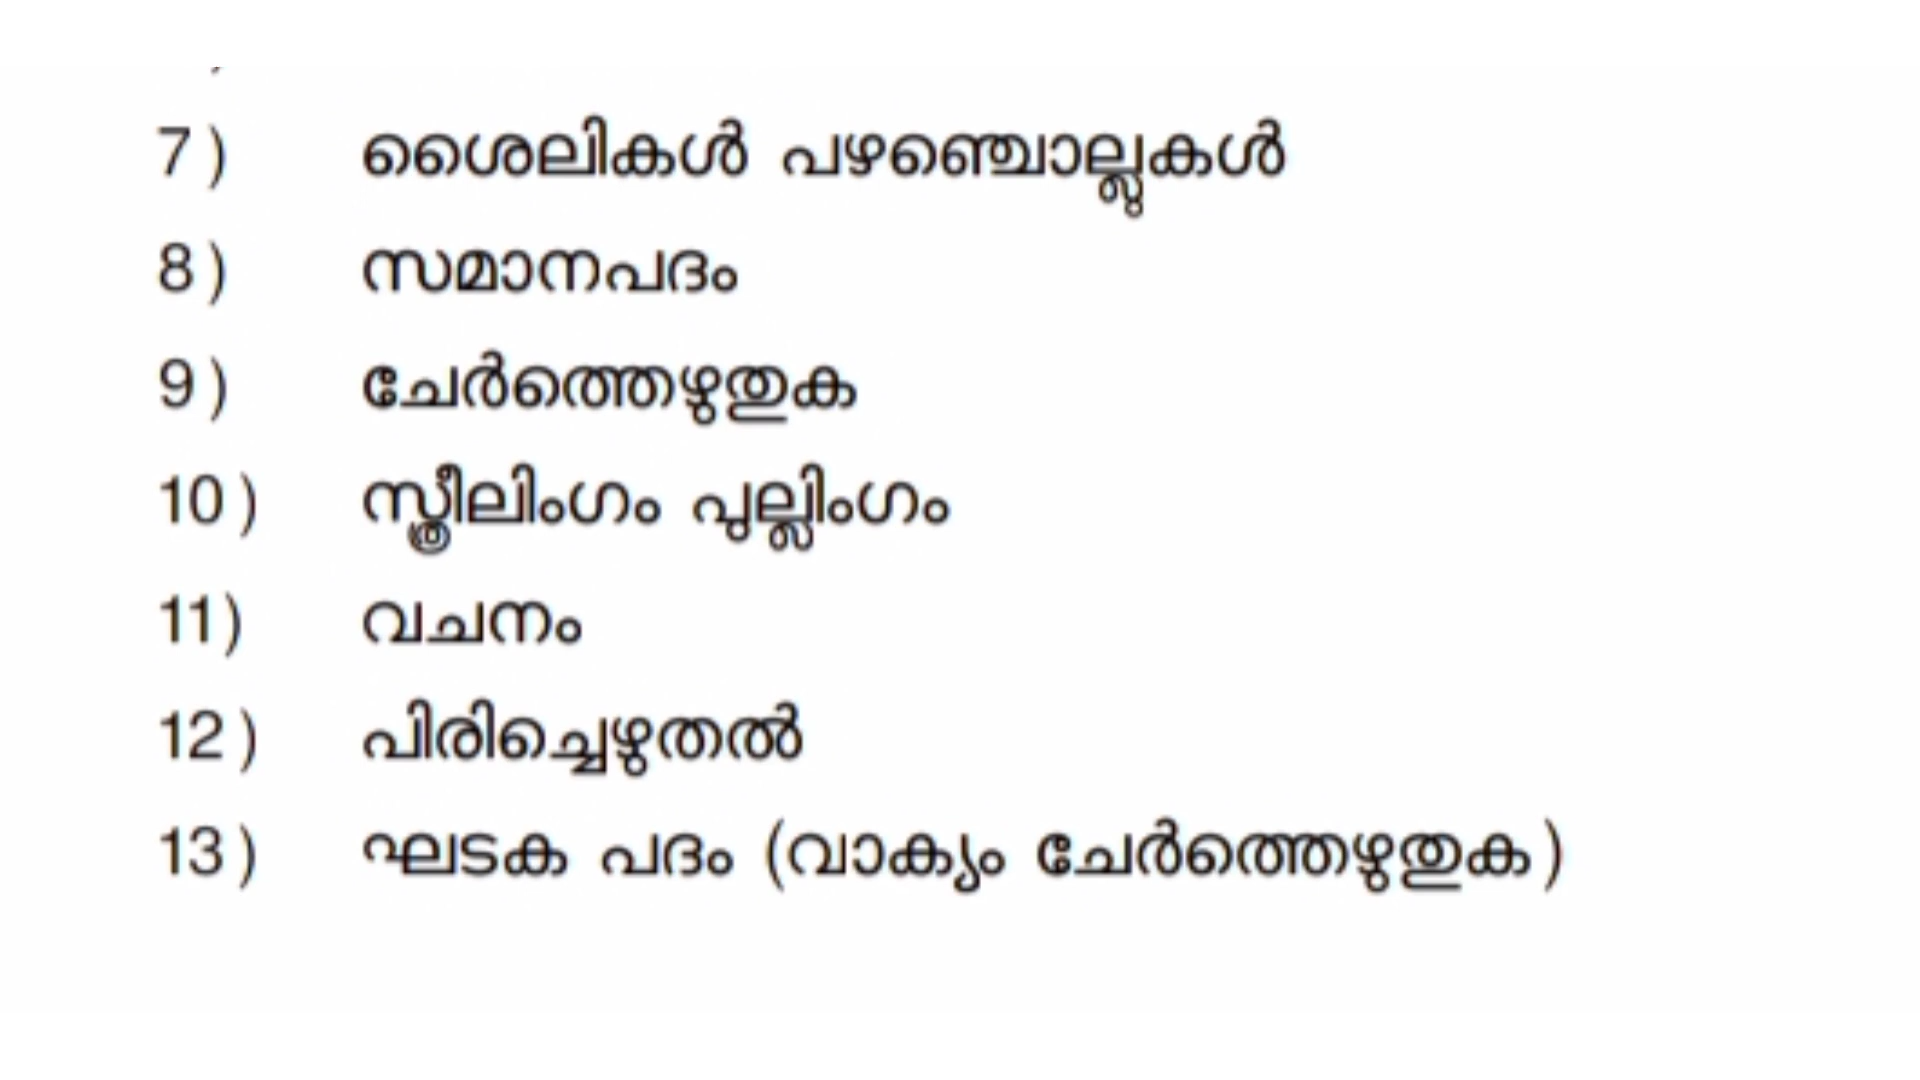 7) ശൈലികൾ പഴഞ്ചൊല്ലുകൾ
8) സമാനപദം
9) ചേർത്തെഴുതുക
10) സ്ത്രീലിംഗം പുല്ലിംഗം
11) വചനം
12) പിരിച്ചെഴുതൽ
13) ഘടക പദം (വാക്യം ചേർത്തെഴുതുക)